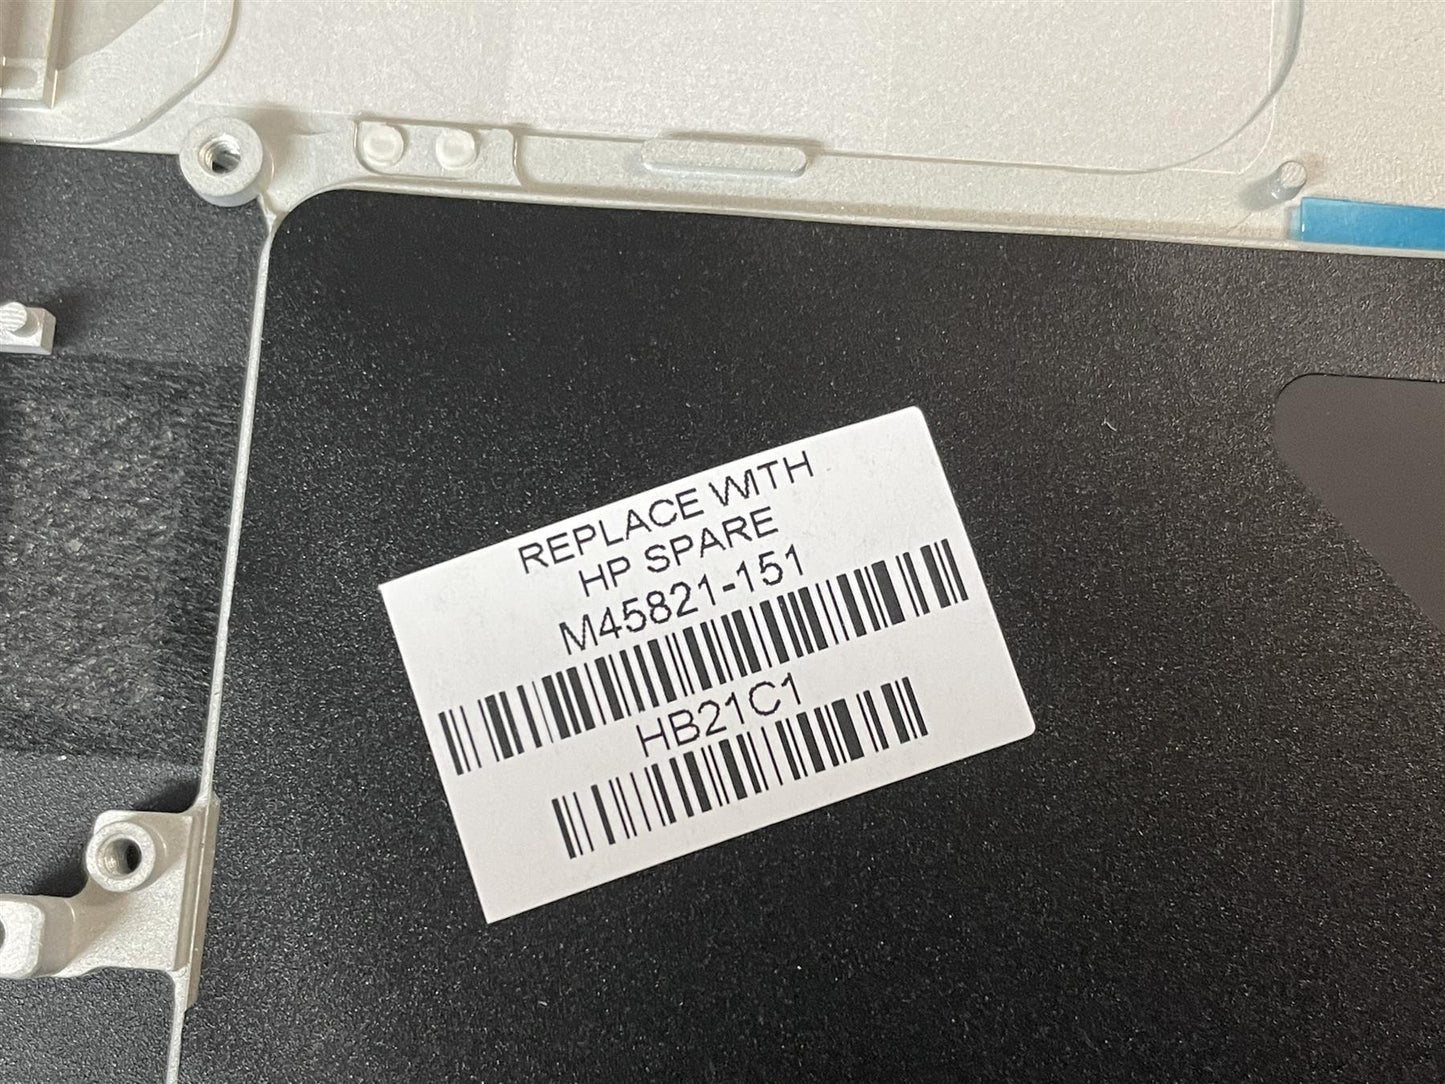 REPLACE WITH
HP SPARE
M45821-151
HB21C1